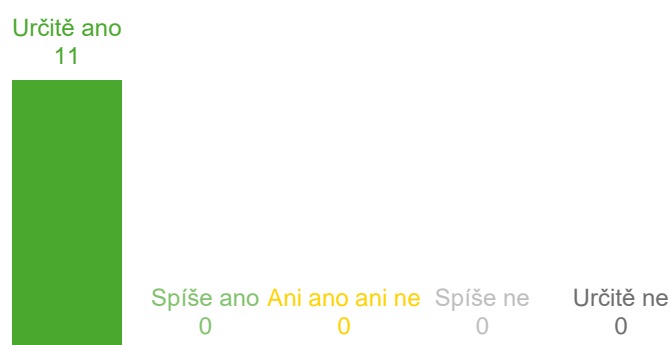 Určitě ano
11
Spíše ano Ani ano ani ne Spíše ne Určitě ne
0 0 0 0